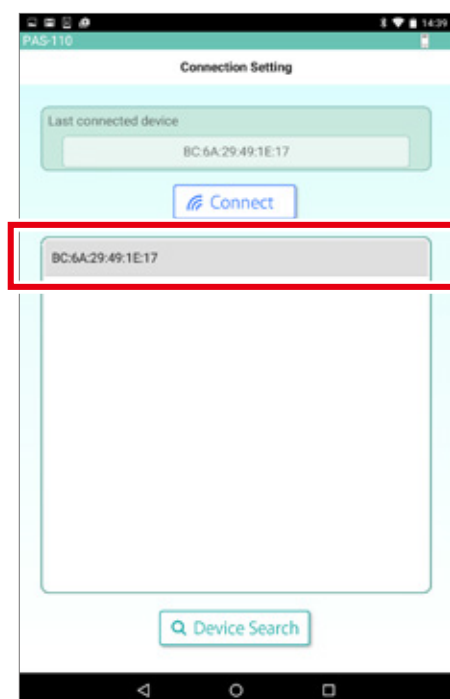 14:39
PAS-110
Connection Setting
Last connected device
BC:6A:29:49:1E:17
Connect
BC:6A:29:49:1E:17
Device Search